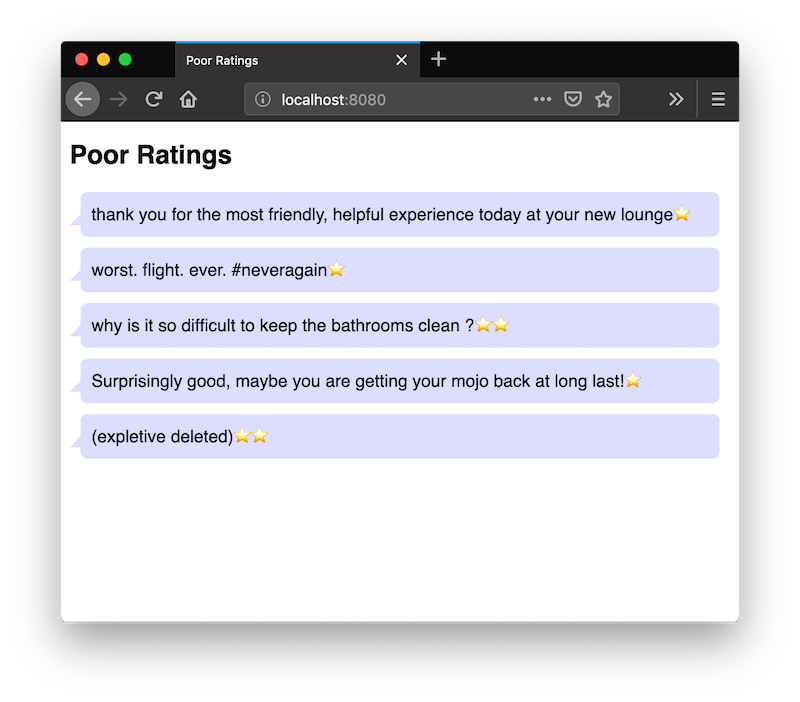 Poor Ratings
localhost:8080
Poor Ratings
thank you for the most friendly, helpful experience today at your new lounge⭐
worst. flight. ever. #neveragain⭐
why is it so difficult to keep the bathrooms clean ?⭐⭐
Surprisingly good, maybe you are getting your mojo back at long last!⭐
(expletive deleted)⭐⭐